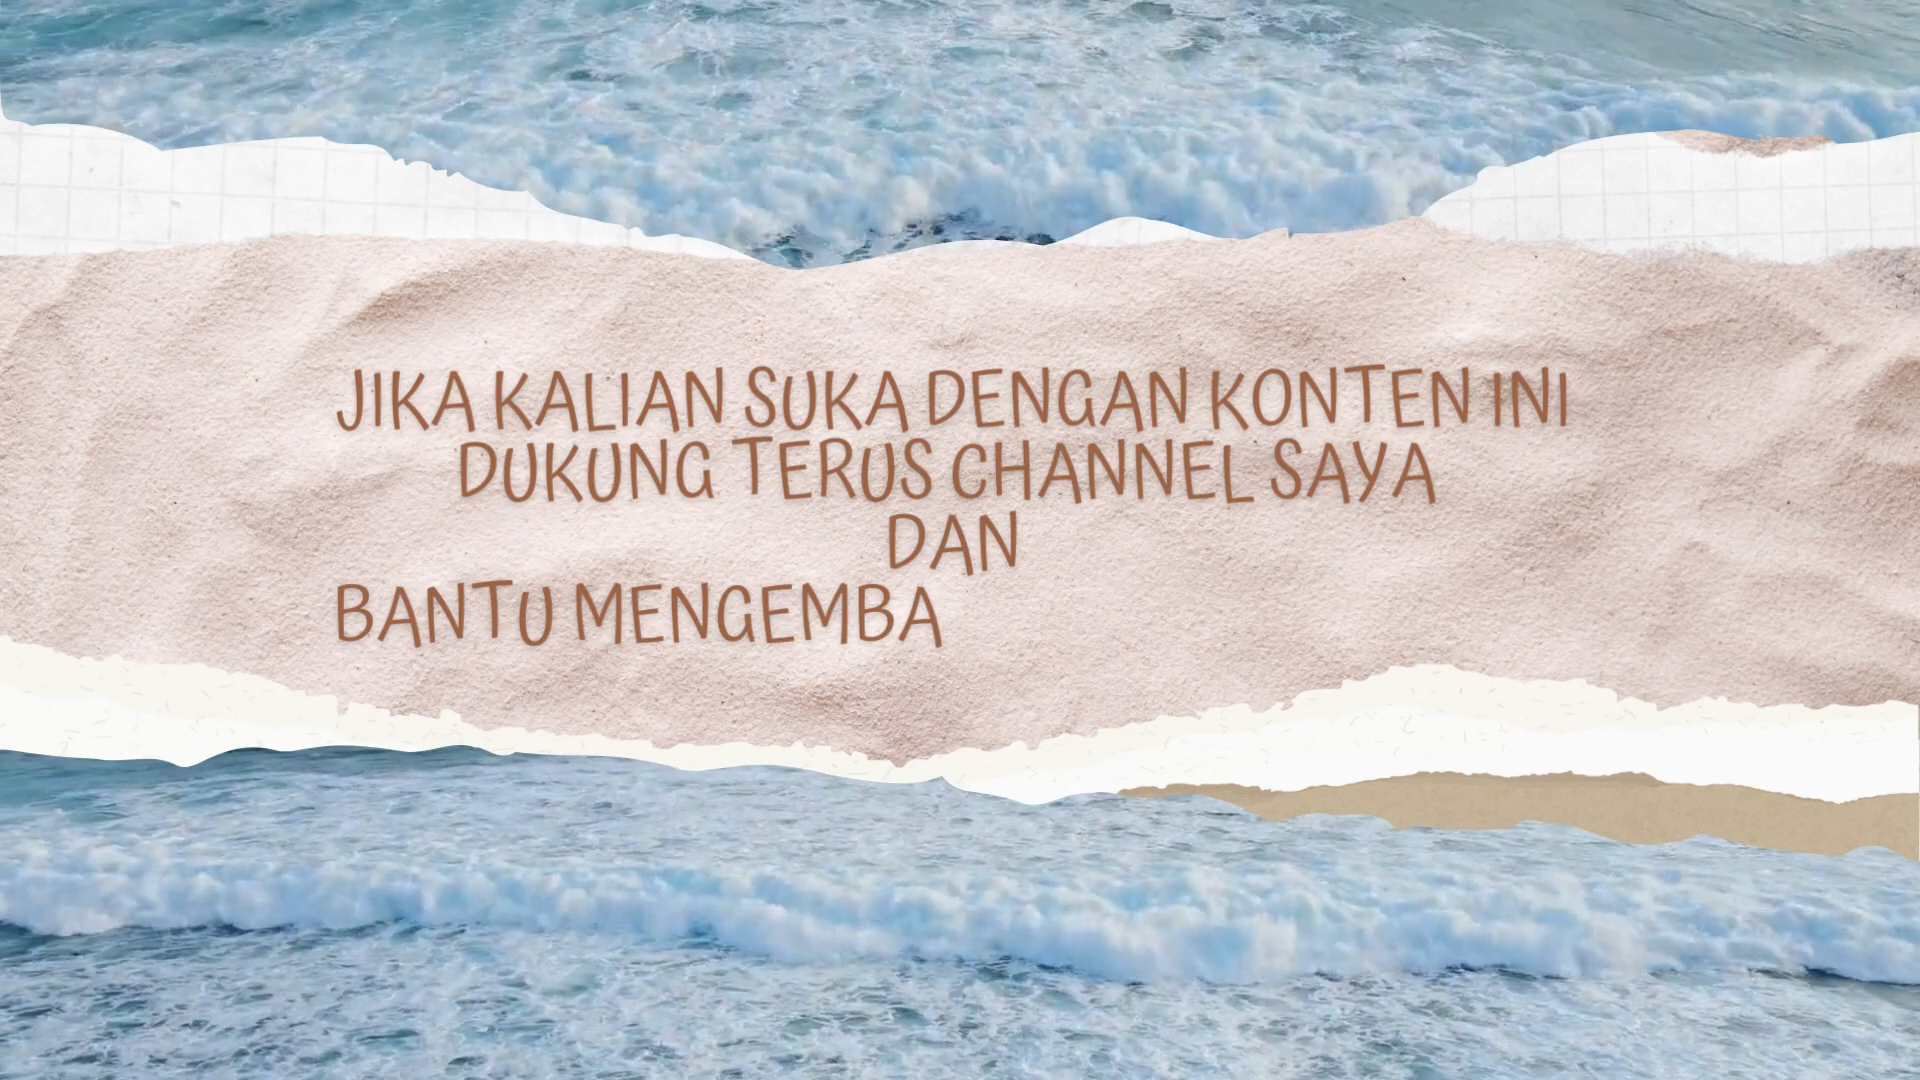 JIKA KALIAN SUKA DENGAN KONTEN INI
DUKUNG TERUS CHANNEL SAYA
DAN
BANTU MENGEMBA